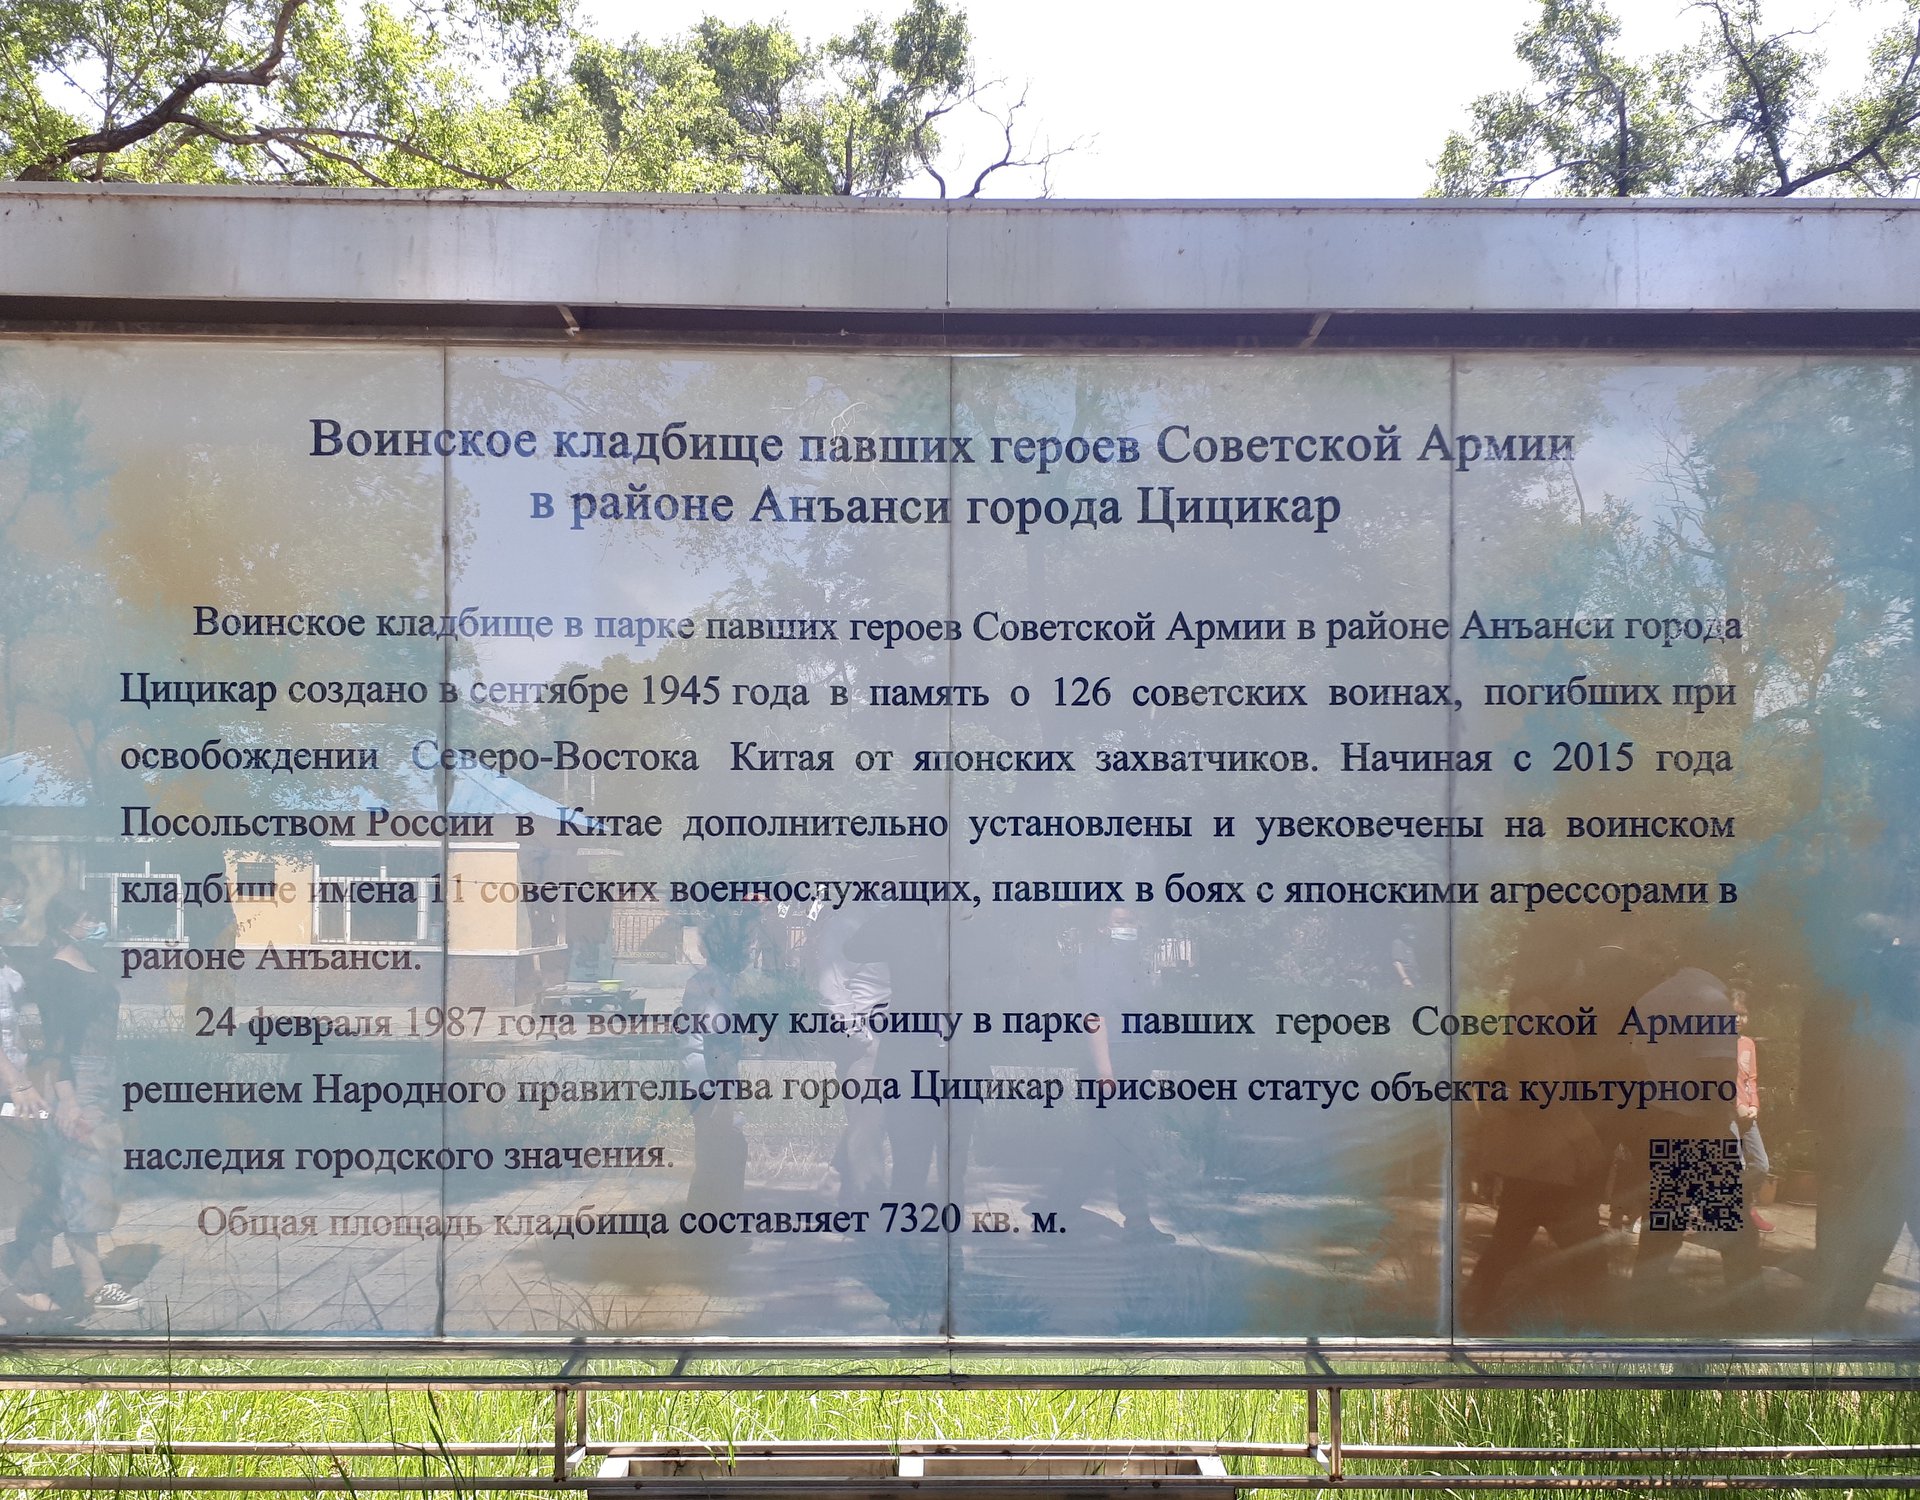 Воинское кладбище павших героев Советской Армии
в районе Анъанси города Цицикар
Воинское кладбище в парке павших героев Советской Армии в районе Анъанси города
Цицикар создано в сентябре 1945 года в память о 126 советских воинах, погибших при
освобождении Северо-Востока Китая от японских захватчиков. Начиная с 2015 года
Посольством России в Китае дополнительно установлены и увековечены на воинском
кладбище имена 11 советских военнослужащих, павших в боях с японскими агрессорами в
районе Анъанси.
24 февраля 1987 года воинскому кладбищу в парке павших героев Советской Армии
решением Народного правительства города Цицикар присвоен статус объекта культурного
наследия городского значения.
Общая площадь кладбища составляет 7320 кв. м.